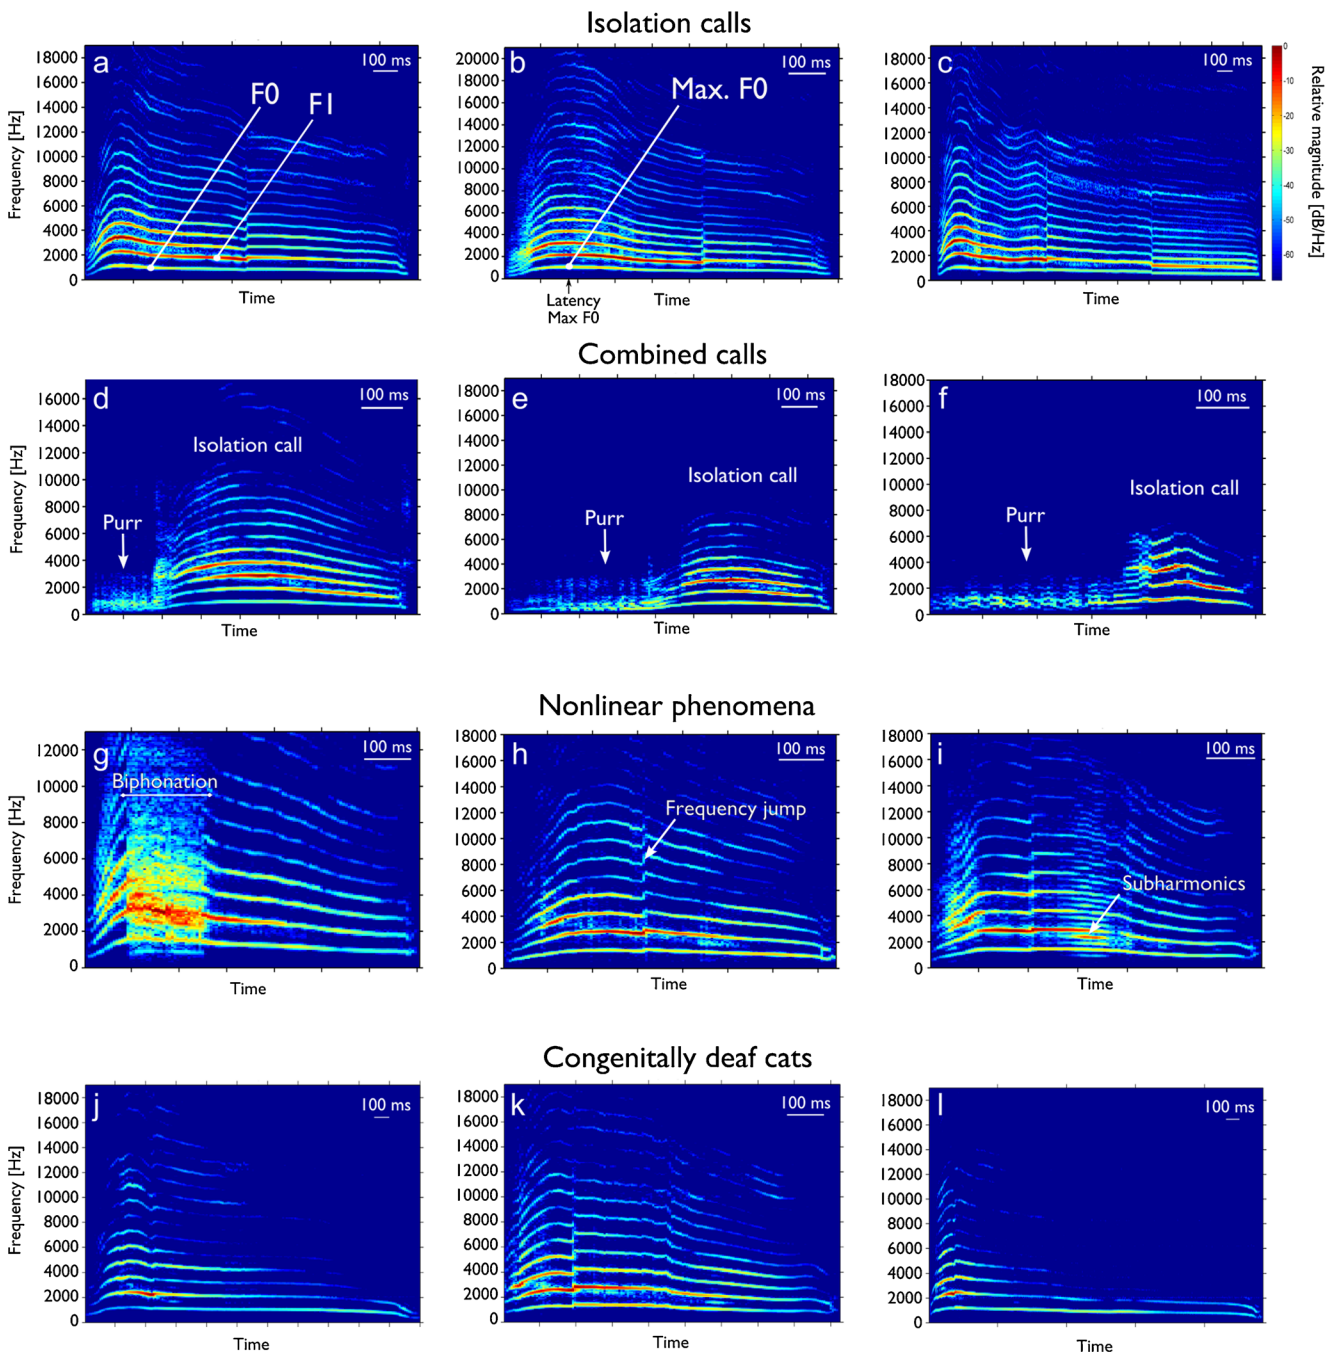 Isolation calls
a
100 ms
F0
F1
18000
16000
14000
12000
10000
8000
6000
4000
2000
0
Frequency [Hz]
Time
b
100 ms
Max. F0
20000
18000
16000
14000
12000
10000
8000
6000
4000
2000
0
Latency
Max F0
Time
c
100 ms
18000
16000
14000
12000
10000
8000
6000
4000
2000
0
Time
0
-10
-20
-30
-40
-50
-60
Relative magnitude [dB/Hz]
Combined calls
d
100 ms
Isolation call
Purr
16000
14000
12000
10000
8000
6000
4000
2000
0
Frequency [Hz]
Time
e
100 ms
Isolation call
Purr
18000
16000
14000
12000
10000
8000
6000
4000
2000
0
Time
f
100 ms
Isolation call
Purr
18000
16000
14000
12000
10000
8000
6000
4000
2000
0
Time
Nonlinear phenomena
g
100 ms
Biphonation
12000
10000
8000
6000
4000
2000
0
Frequency [Hz]
Time
h
100 ms
Frequency jump
18000
16000
14000
12000
10000
8000
6000
4000
2000
0
Time
i
100 ms
Subharmonics
18000
16000
14000
12000
10000
8000
6000
4000
2000
0
Time
Congenitally deaf cats
j
100 ms
18000
16000
14000
12000
10000
8000
6000
4000
2000
0
Frequency [Hz]
Time
k
100 ms
18000
16000
14000
12000
10000
8000
6000
4000
2000
0
Time
l
100 ms
18000
16000
14000
12000
10000
8000
6000
4000
2000
0
Time